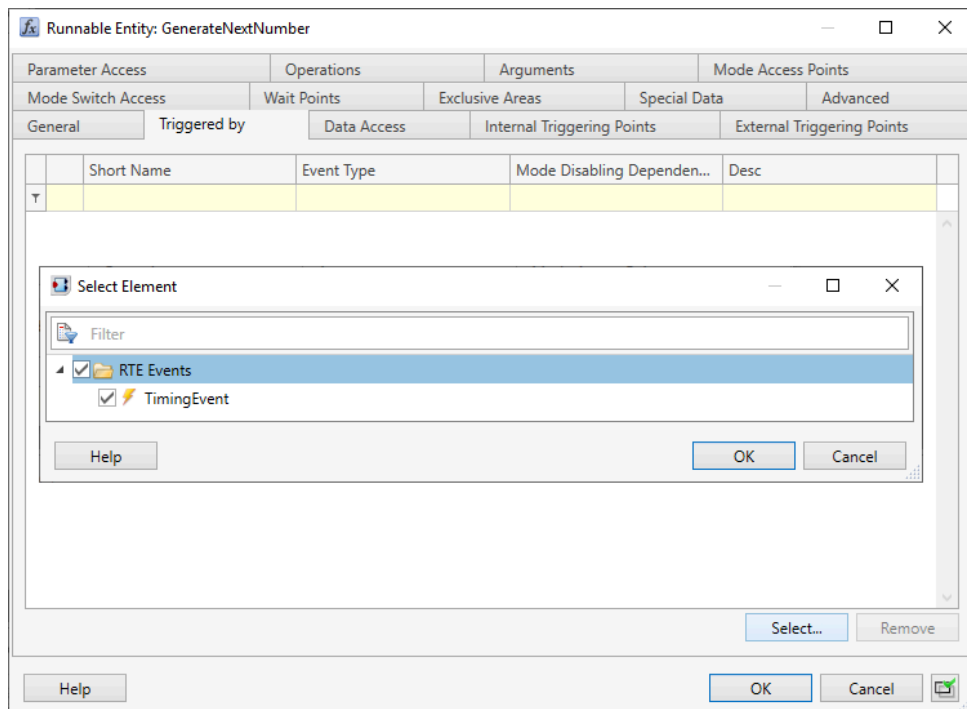 Runnable Entity: GenerateNextNumber
Parameter Access Operations Arguments Mode Access Points
Mode Switch Access Wait Points Exclusive Areas Special Data Advanced
General Triggered by Data Access Internal Triggering Points External Triggering Points
Short Name Event Type Mode Disabling Dependen... Desc
Select Element
Filter
RTE Events
TimingEvent
Help OK Cancel
Select... Remove
Help OK Cancel